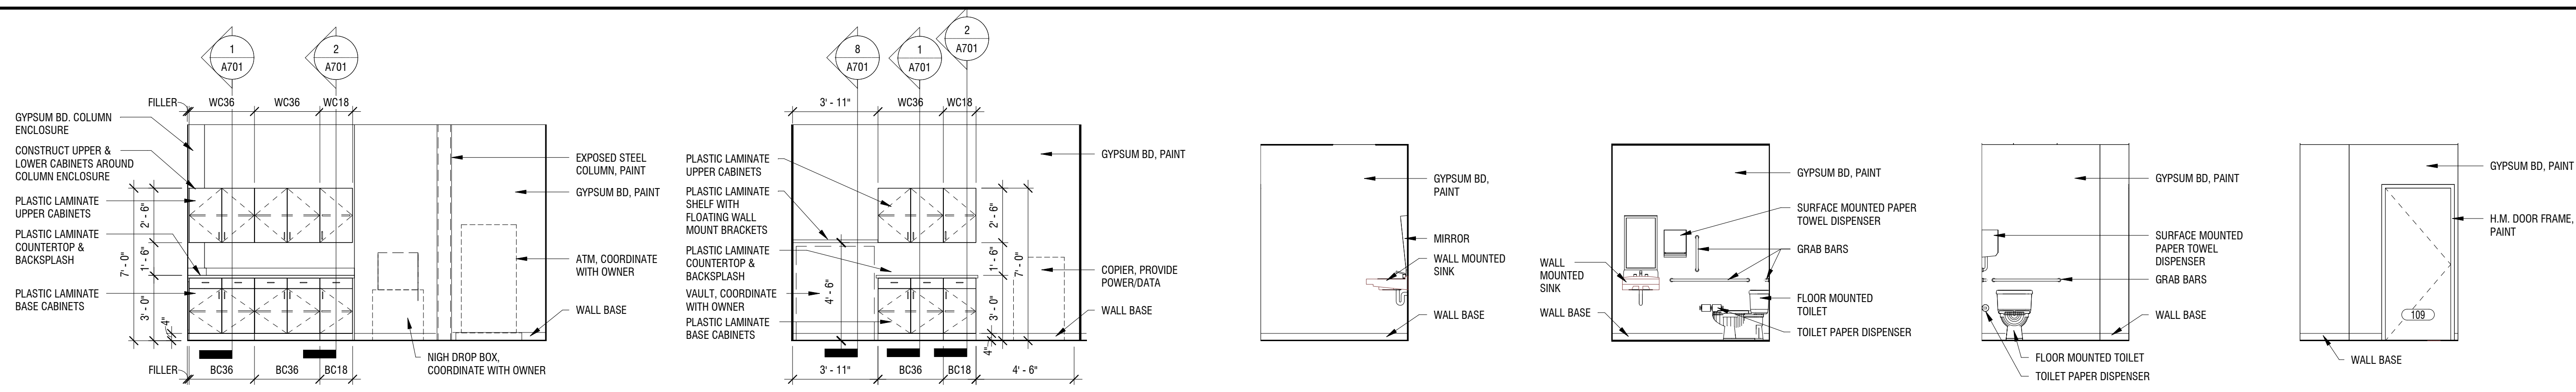 1
A701
2
A701
FILLER
WC36
WC36
WC18
GYPSUM BD. COLUMN
ENCLOSURE
CONSTRUCT UPPER &
LOWER CABINETS AROUND
COLUMN ENCLOSURE
PLASTIC LAMINATE
UPPER CABINETS
PLASTIC LAMINATE
COUNTERTOP &
BACKSPLASH
PLASTIC LAMINATE
BASE CABINETS
7' - 0"
2' - 6"
1' - 6"
3' - 0"
4"
FILLER
BC36
BC36
BC18
EXPOSED STEEL
COLUMN, PAINT
GYPSUM BD, PAINT
ATM, COORDINATE
WITH OWNER
WALL BASE
NIGH DROP BOX,
COORDINATE WITH OWNER
8
A701
1
A701
2
A701
3' - 11"
WC36
WC18
PLASTIC LAMINATE
UPPER CABINETS
PLASTIC LAMINATE
SHELF WITH
FLOATING WALL
MOUNT BRACKETS
PLASTIC LAMINATE
COUNTERTOP &
BACKSPLASH
VAULT, COORDINATE
WITH OWNER
PLASTIC LAMINATE
BASE CABINETS
4' - 6"
2' - 6"
1' - 6"
3' - 0"
4"
7' - 0"
3' - 11"
BC36
BC18
4' - 6"
GYPSUM BD, PAINT
COPIER, PROVIDE
POWER/DATA
WALL BASE
GYPSUM BD,
PAINT
MIRROR
WALL MOUNTED
SINK
WALL BASE
WALL
MOUNTED
SINK
WALL BASE
GYPSUM BD, PAINT
SURFACE MOUNTED PAPER
TOWEL DISPENSER
GRAB BARS
FLOOR MOUNTED
TOILET
TOILET PAPER DISPENSER
GYPSUM BD, PAINT
SURFACE MOUNTED
PAPER TOWEL
DISPENSER
GRAB BARS
WALL BASE
FLOOR MOUNTED TOILET
TOILET PAPER DISPENSER
GYPSUM BD, PAINT
H.M. DOOR FRAME,
PAINT
109
WALL BASE